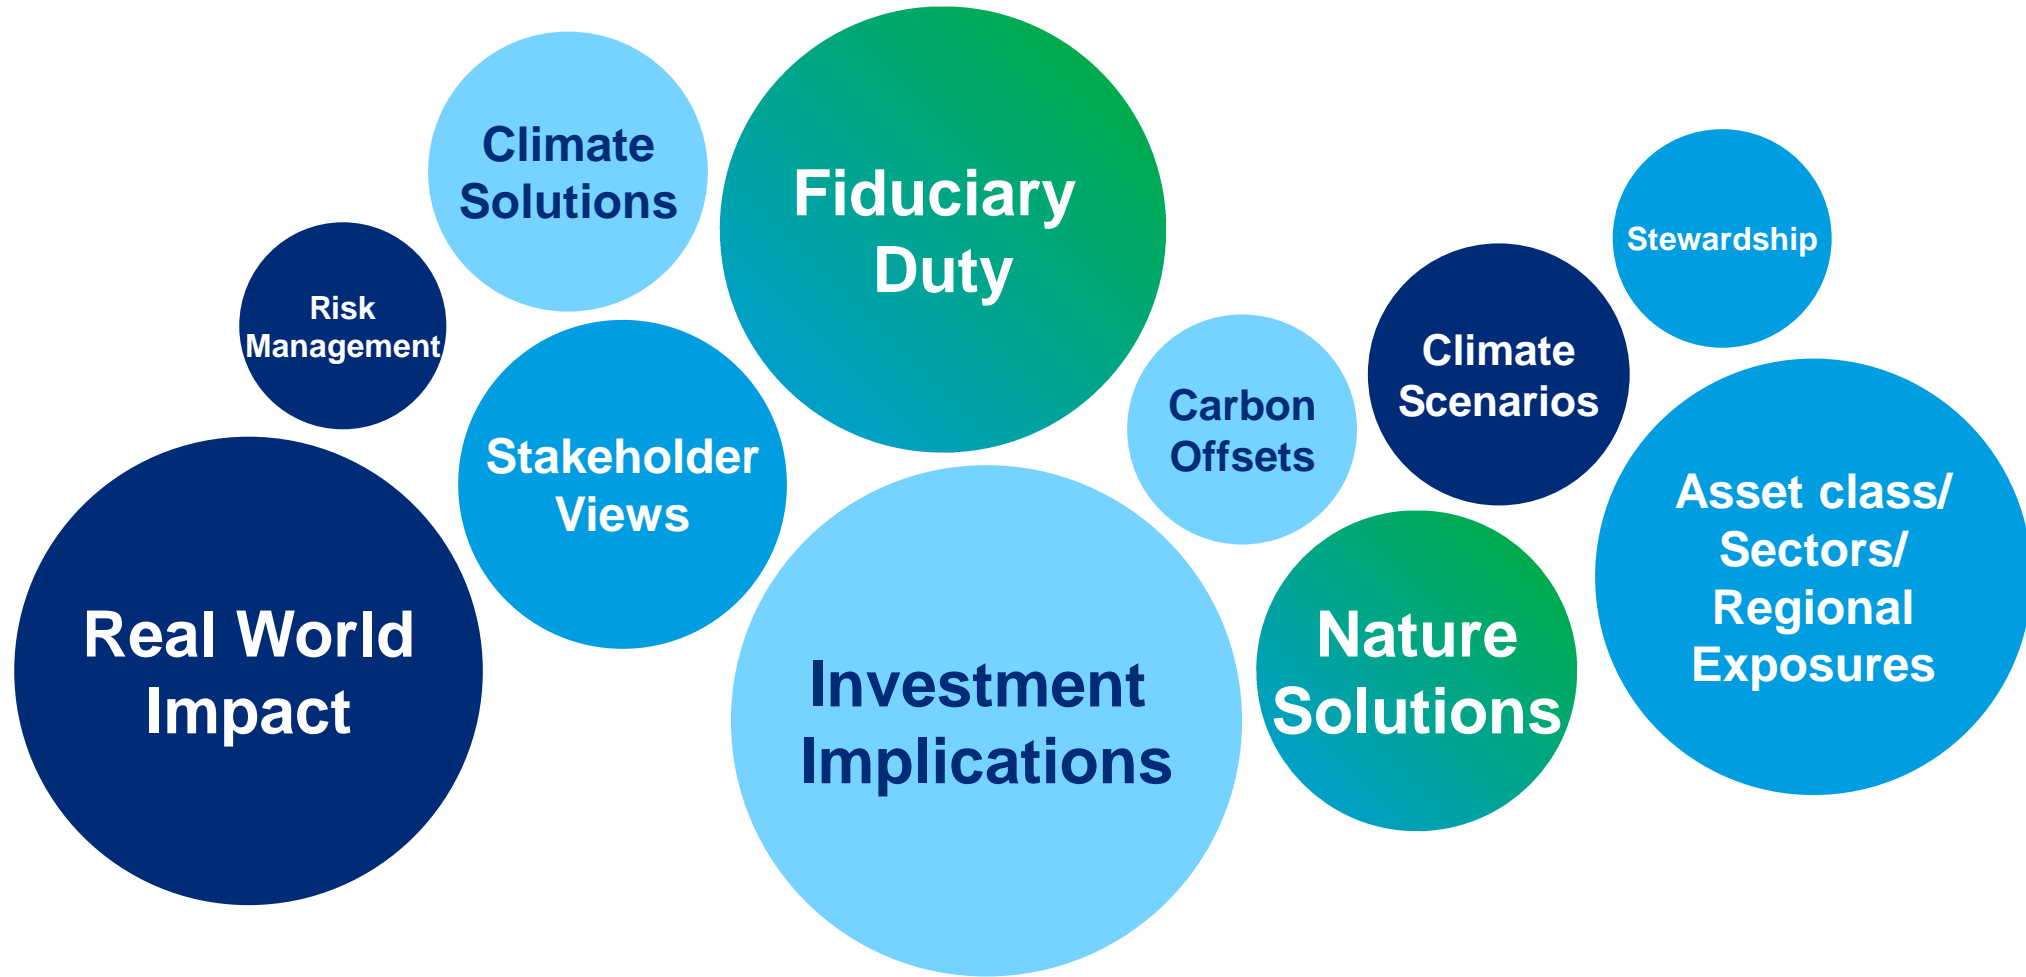 Climate
Solutions
Fiduciary
Duty
Stewardship
Risk
Management
Climate
Scenarios
Carbon
Offsets
Stakeholder
Views
Asset class/
Sectors/
Regional
Exposures
Real World
Impact
Nature
Solutions
Investment
Implications